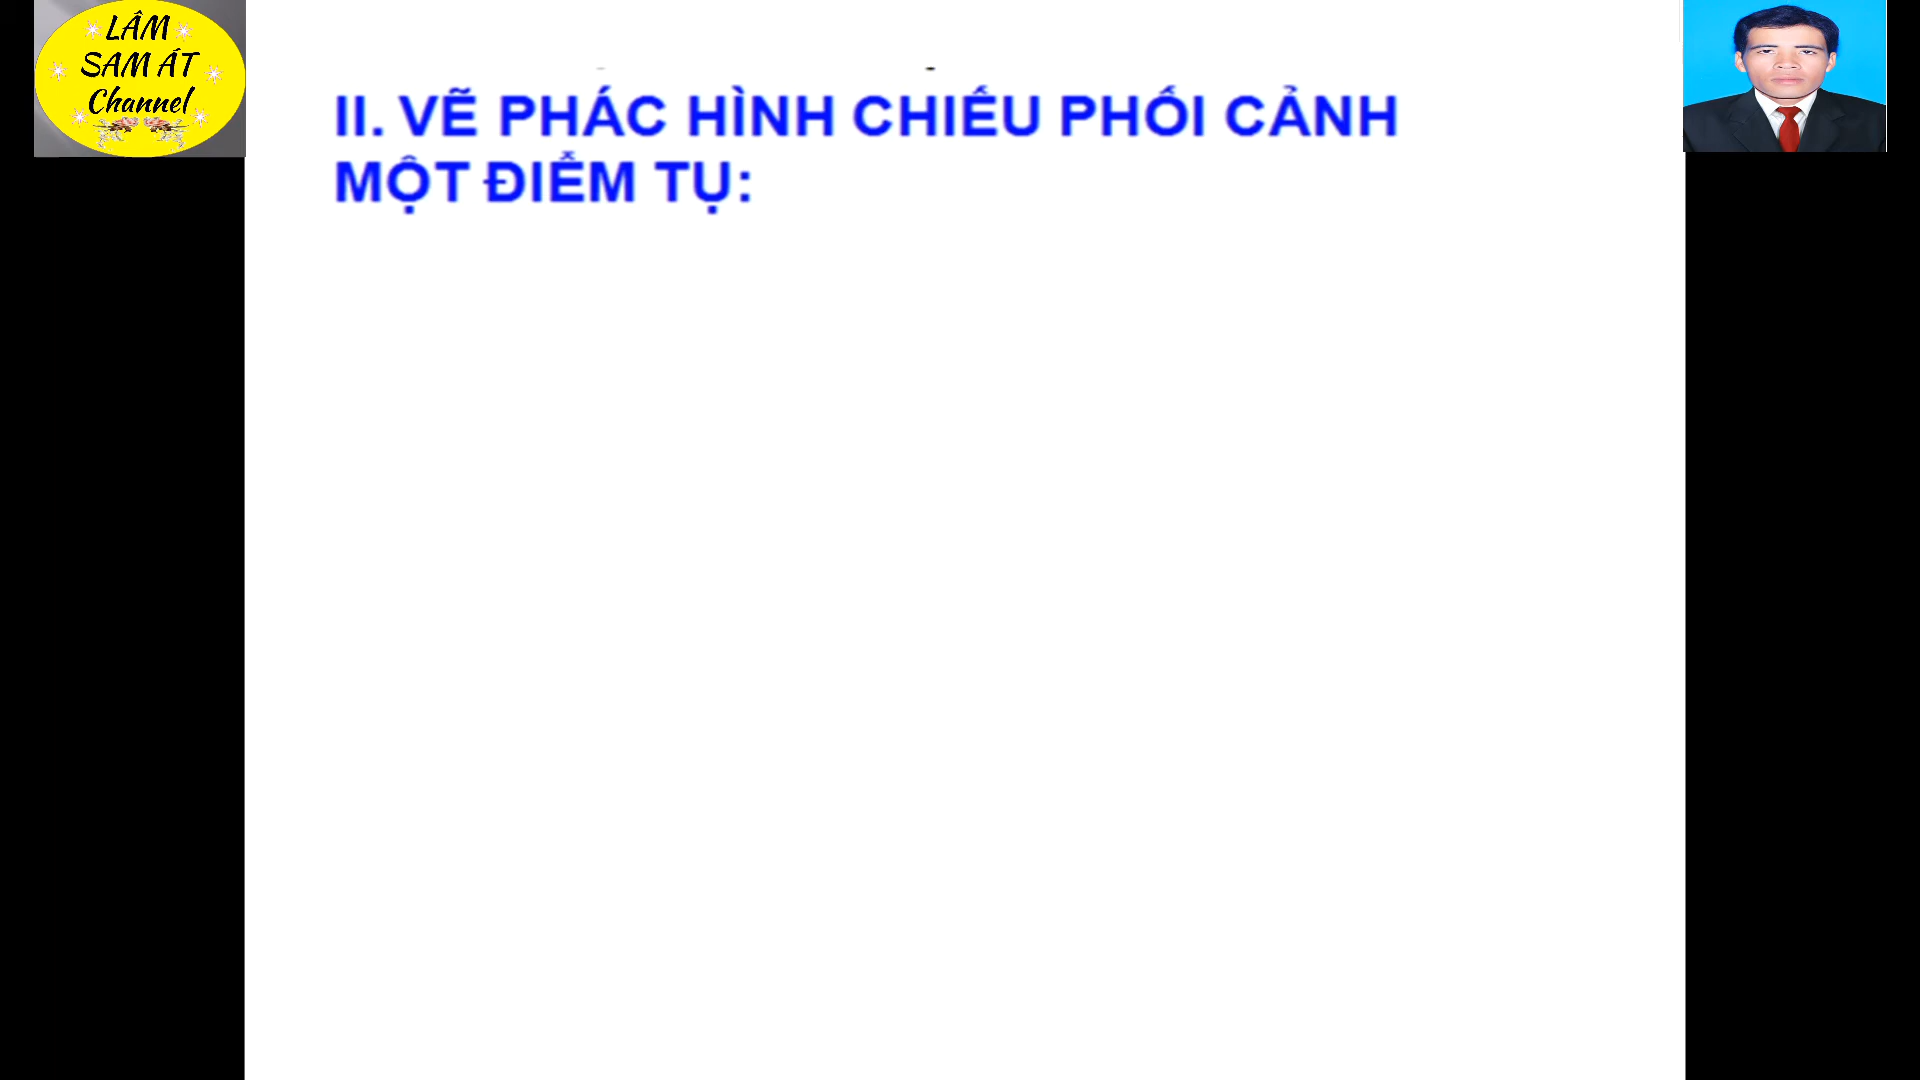 LÂM
SAM ÁT
Channel
II. VẼ PHÁC HÌNH CHIẾU PHỐI CẢNH
MỘT ĐIỂM TỤ: